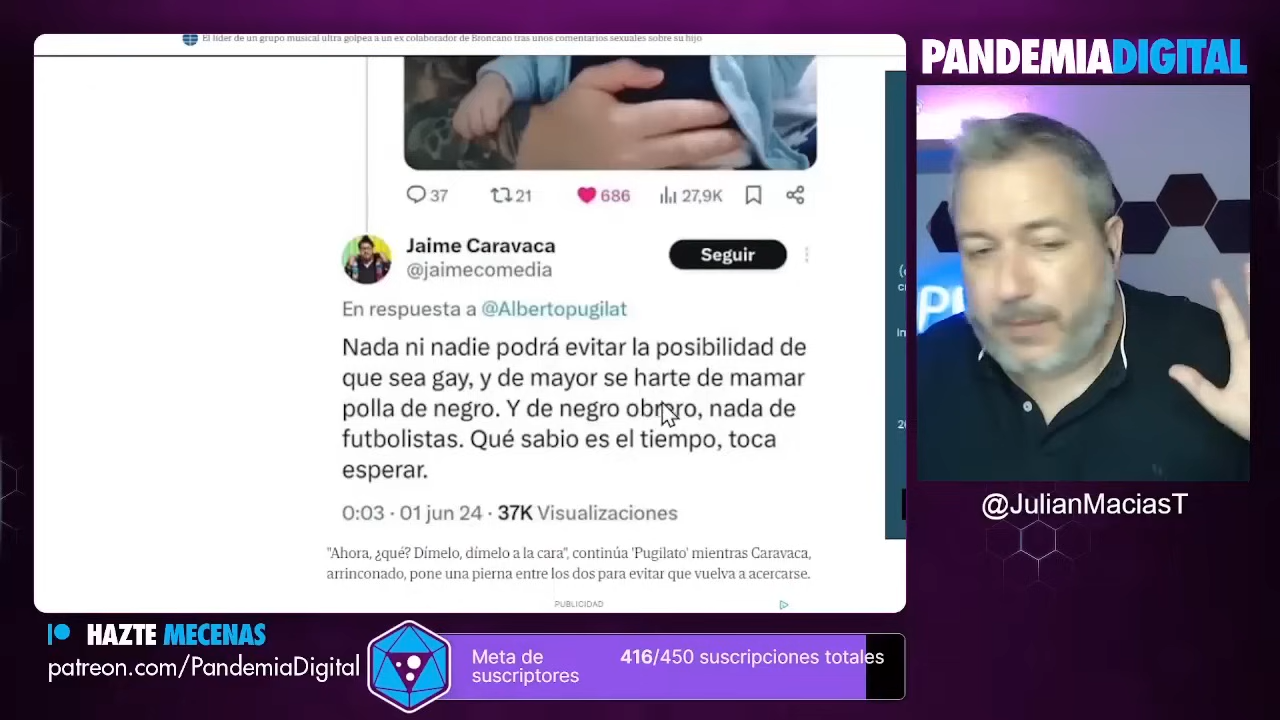 El líder de un grupo musical ultra golpea a un ex colaborador de Broncano tras unos comentarios sexuales sobre su hijo
PANDEMIADIGITAL
37 21 686 27,9K
Jaime Caravaca
@jaimecomedia
Seguir
En respuesta a @Albertopugilat
Nada ni nadie podrá evitar la posibilidad de
que sea gay, y de mayor se harte de mamar
polla de negro. Y de negro obrero, nada de
futbolistas. Qué sabio es el tiempo, toca
esperar.
0:03 · 01 jun 24 · 37K Visualizaciones
"Ahora, ¿qué? Dímelo, dímelo a la cara", continúa 'Pugilato' mientras Caravaca,
arrinconado, pone una pierna entre los dos para evitar que vuelva a acercarse.
PUBLICIDAD
@JulianMaciasT
HAZTE MECENAS
patreon.com/PandemiaDigital
Meta de
suscriptores
416/450 suscripciones totales